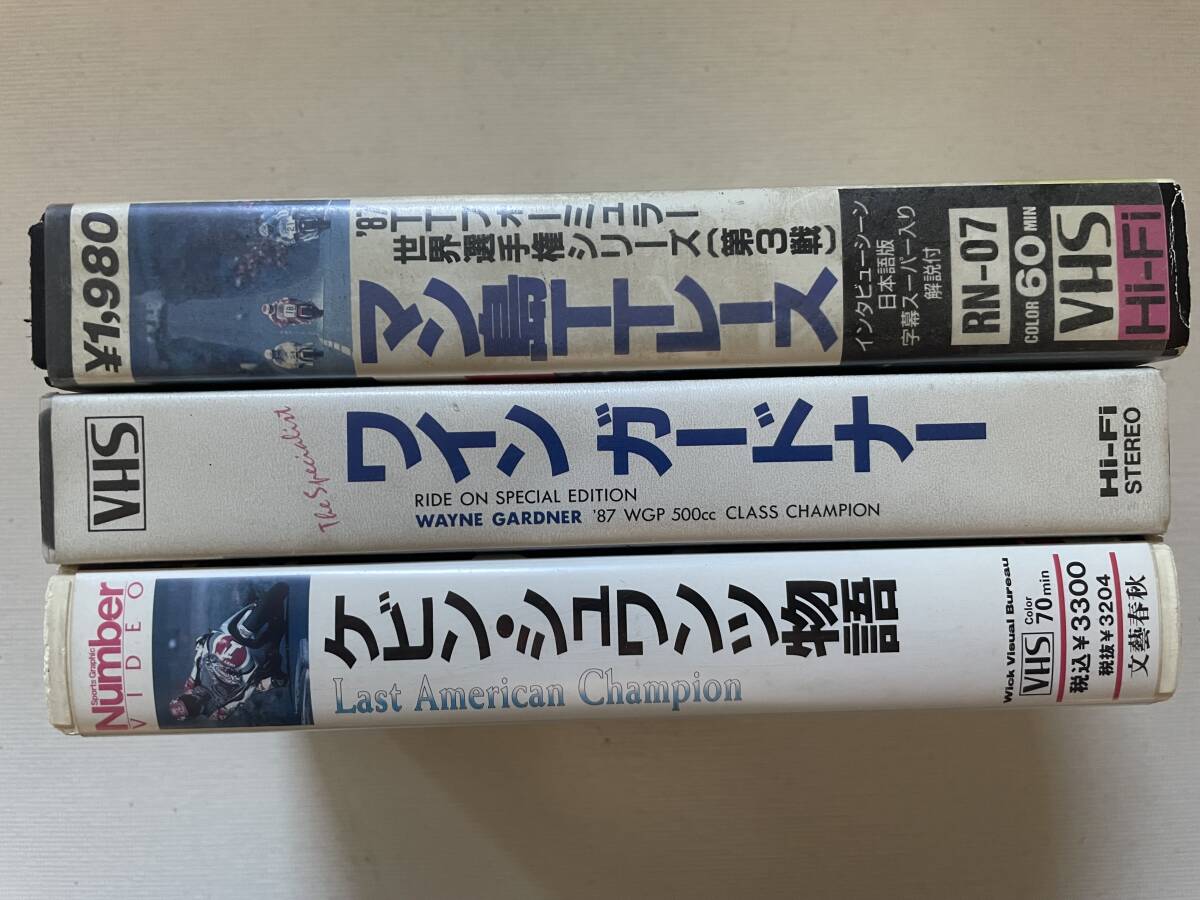 ¥1,980
'87TTフォーミュラー
世界選手権シリーズ〔第3戦〕
マン島TTレース
インタビューシーン
日本語版
字幕スーパー入り
解説付
RN-07
COLOR 60 MIN
VHS
Hi-Fi
VHS
The Specialist
ワイン ガードナー
RIDE ON SPECIAL EDITION
WAYNE GARDNER '87 WGP 500cc CLASS CHAMPION
Hi-Fi
STEREO
Sports Graphic
Number
VIDEO
ケビン・シュワンツ物語
Last American Champion
Wick Visual Bureau
VHS Color 70min
税込¥3300
税抜¥3204
文藝春秋